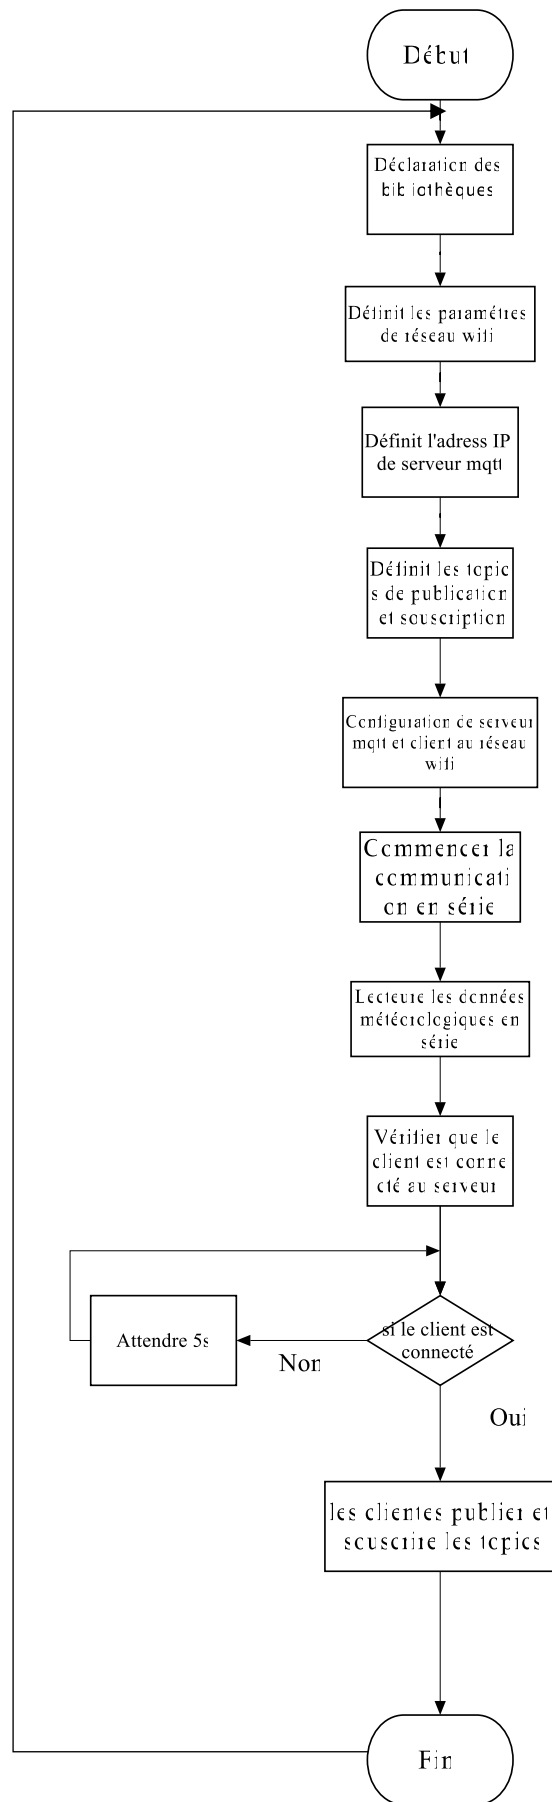 Début
Déclaration des
bibliothèques
Définit les paramétres
de réseau wifi
Définit l'adress IP
de serveur mqtt
Définit les topic
s de publication
et souscription
Configuration de serveur
mqtt et client au réseau
wifi
Commencer la
communicati
on en série
Lecteure les données
météorologiques en
série
Vérifier que le
client est conne
cté au serveur
si le client est
connecté
Attendre 5s
Non
Oui
les clientes publier et
souscrire les topics
Fin